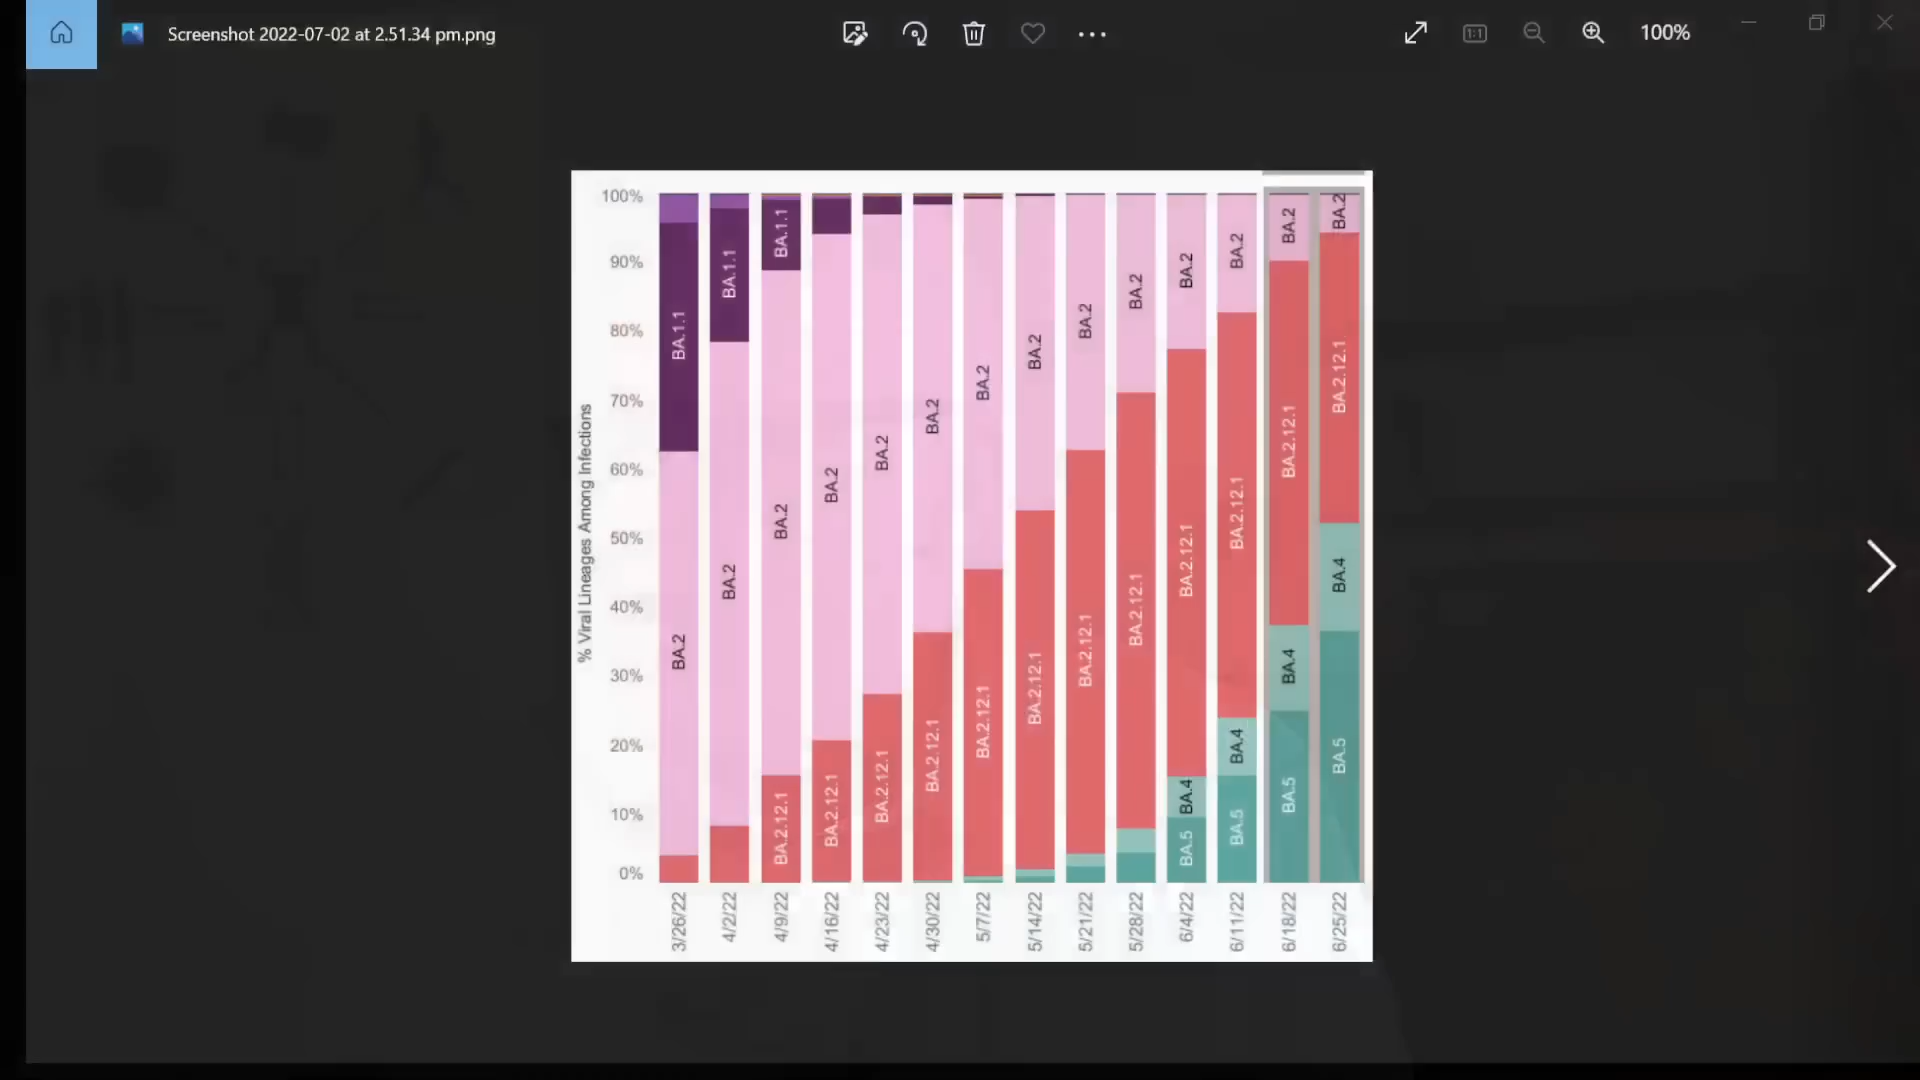 Screenshot 2022-07-02 at 2.51.34 pm.png
1:1
100%
% Viral Lineages Among Infections
100%
90%
80%
70%
60%
50%
40%
30%
20%
10%
0%
BA.1.1
BA.2
BA.1.1
BA.2
BA.1.1
BA.2
BA.2.12.1
BA.2
BA.2.12.1
BA.2
BA.2.12.1
BA.2
BA.2.12.1
BA.2
BA.2.12.1
BA.2
BA.2.12.1
BA.2
BA.2.12.1
BA.2
BA.2.12.1
BA.2
BA.2.12.1
BA.4
BA.5
BA.2
BA.2.12.1
BA.4
BA.5
BA.2
BA.2.12.1
BA.4
BA.5
BA.2
BA.2.12.1
BA.4
BA.5
3/26/22
4/2/22
4/9/22
4/16/22
4/23/22
4/30/22
5/7/22
5/14/22
5/21/22
5/28/22
6/4/22
6/11/22
6/18/22
6/25/22